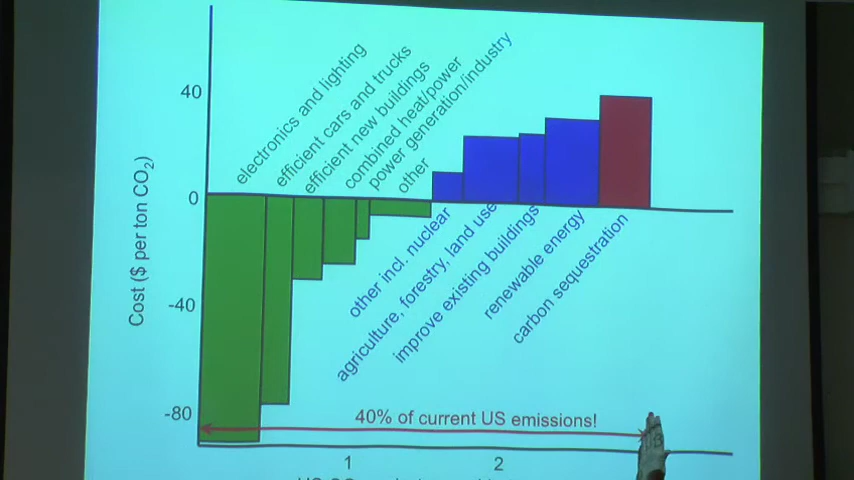 electronics and lighting
efficient cars and trucks
efficient new buildings
combined heat/power
power generation/industry
other
40
0
-40
-80
Cost ($ per ton CO2)
other incl. nuclear
agriculture, forestry, land use
improve existing buildings
renewable energy
carbon sequestration
40% of current US emissions!
1
2